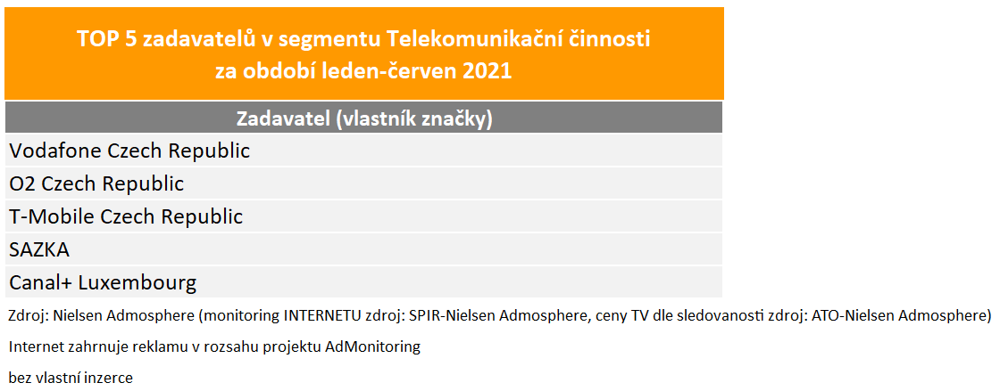 TOP 5 zadavatelů v segmentu Telekomunikační činnosti
za období leden-červen 2021
Zadavatel (vlastník značky)
Vodafone Czech Republic
O2 Czech Republic
T-Mobile Czech Republic
SAZKA
Canal+ Luxembourg
Zdroj: Nielsen Admosphere (monitoring INTERNETU zdroj: SPIR-Nielsen Admosphere, ceny TV dle sledovanosti zdroj: ATO-Nielsen Admosphere)
Internet zahrnuje reklamu v rozsahu projektu AdMonitoring
bez vlastní inzerce